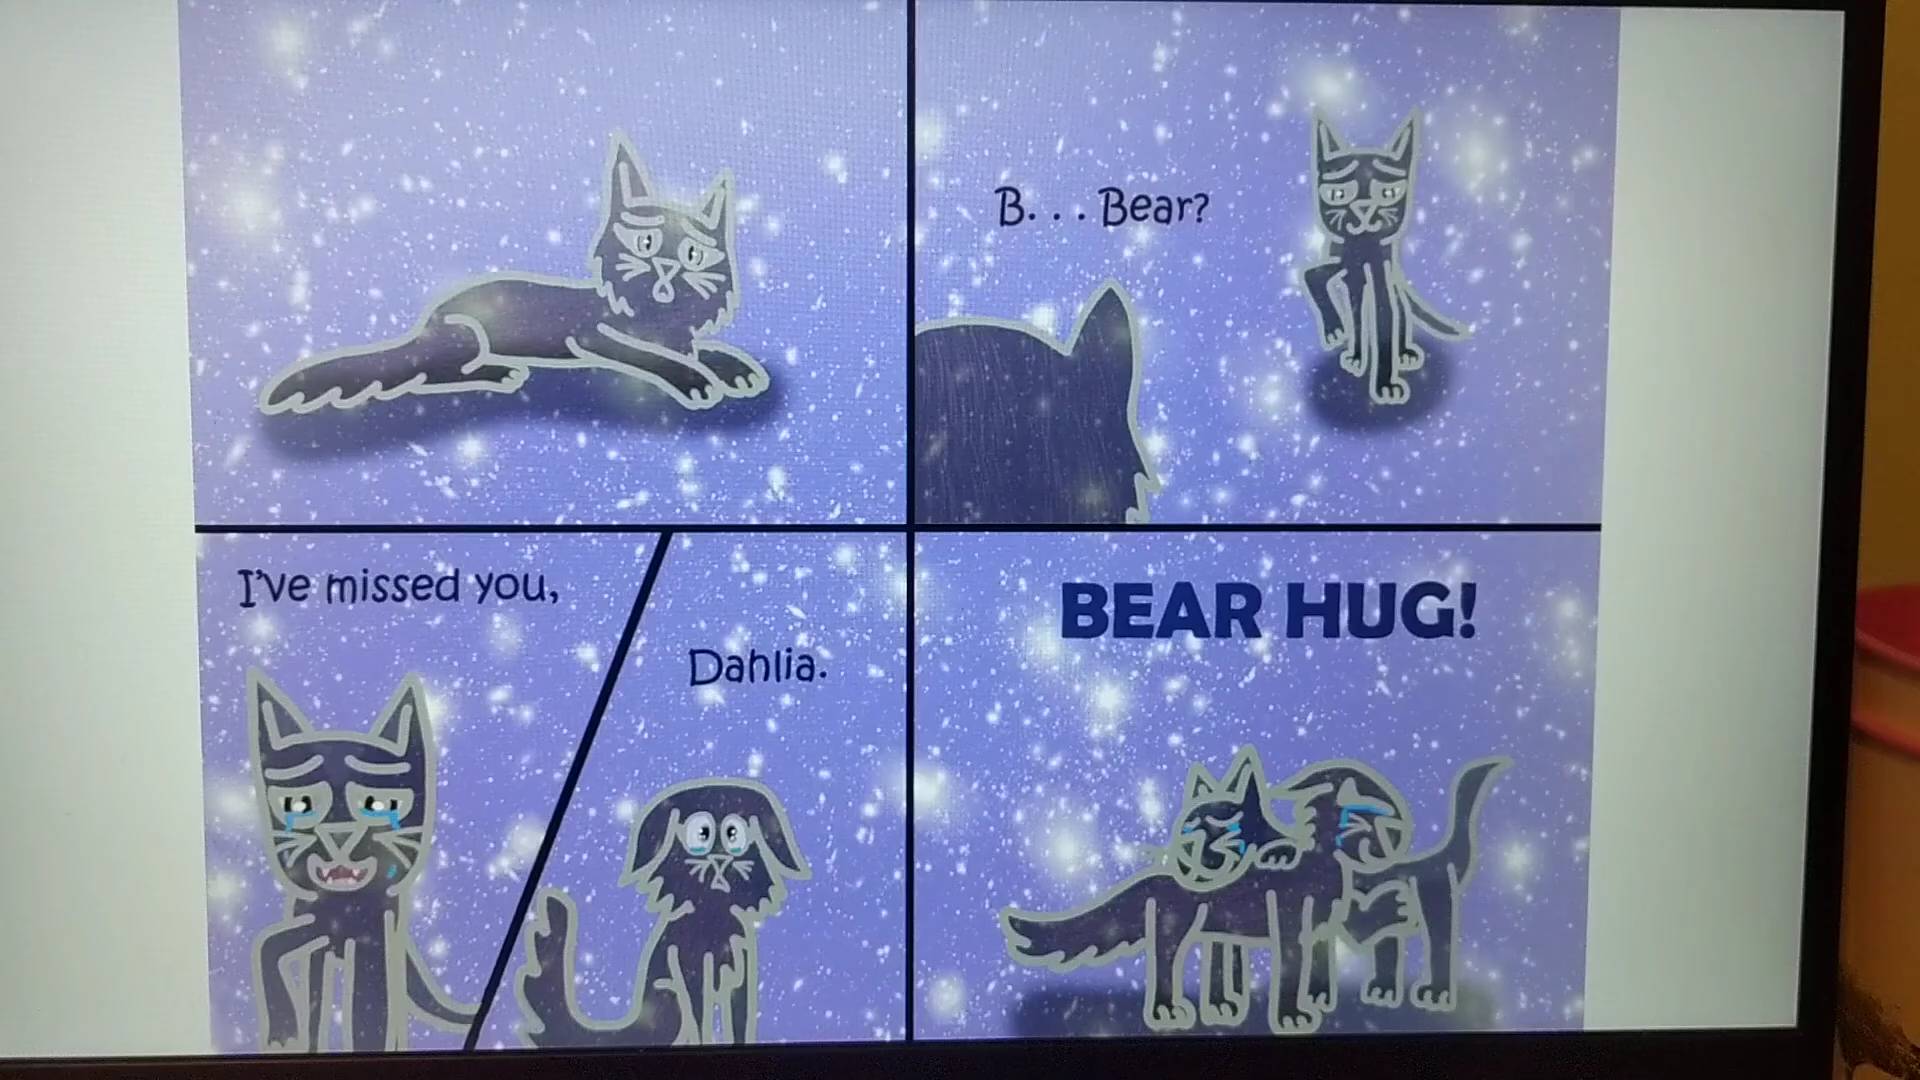 B. . . Bear?
I've missed you,
Dahlia.
BEAR HUG!